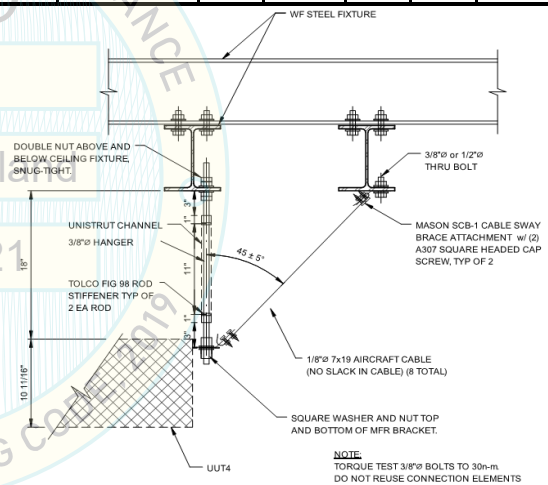 WF STEEL FIXTURE
DOUBLE NUT ABOVE AND
BELOW CEILING FIXTURE,
SNUG-TIGHT.
3/8"Ø or 1/2"Ø
THRU BOLT
3"
1"
UNISTRUT CHANNEL
3/8"Ø HANGER
45 ± 5°
MASON SCB-1 CABLE SWAY
BRACE ATTACHMENT w/ (2)
A307 SQUARE HEADED CAP
SCREW, TYP OF 2
18"
11"
TOLCO FIG 98 ROD
STIFFENER TYP OF
2 EA ROD
1"
3"
1/8"Ø 7x19 AIRCRAFT CABLE
(NO SLACK IN CABLE) (8 TOTAL)
10 11/16"
SQUARE WASHER AND NUT TOP
AND BOTTOM OF MFR BRACKET.
UUT4
NOTE:
TORQUE TEST 3/8"Ø BOLTS TO 30n-m.
DO NOT REUSE CONNECTION ELEMENTS
land
21
G CODE, 2019